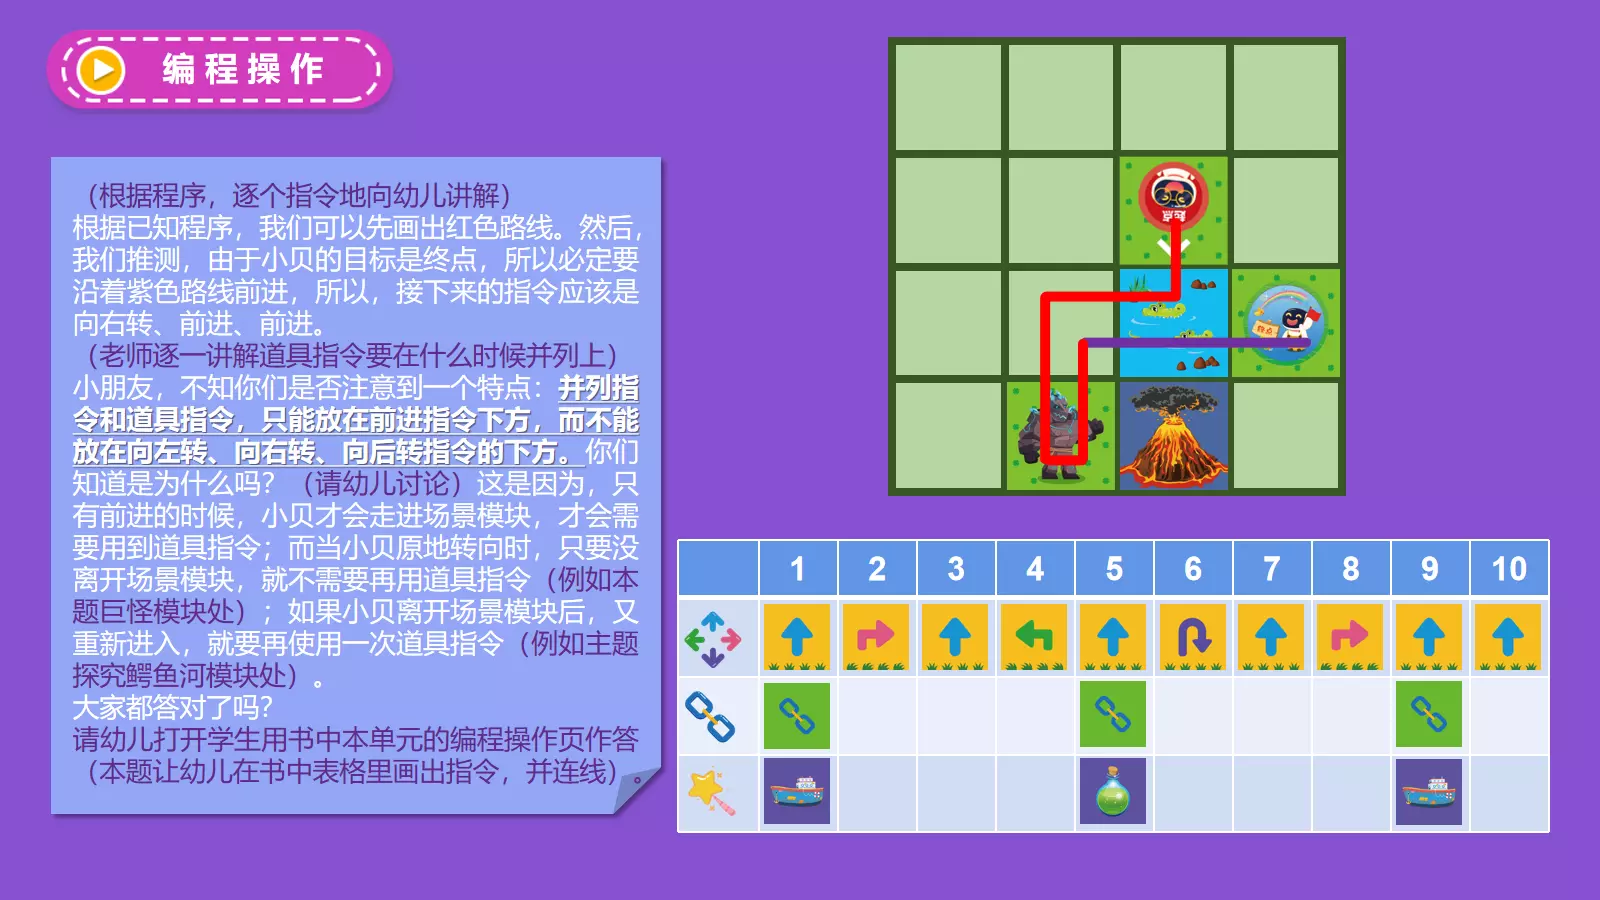 编程操作
（根据程序，逐个指令地向幼儿讲解）
根据已知程序，我们可以先画出红色路线。然后，
我们推测，由于小贝的目标是终点，所以必定要
沿着紫色路线前进，所以，接下来的指令应该是
向右转、前进、前进。
（老师逐一讲解道具指令要在什么时候并列上）
小朋友，不知你们是否注意到一个特点：并列指
令和道具指令，只能放在前进指令下方，而不能
放在向左转、向右转、向后转指令的下方。你们
知道是为什么吗？（请幼儿讨论）这是因为，只
有前进的时候，小贝才会走进场景模块，才会需
要用到道具指令；而当小贝原地转向时，只要没
离开场景模块，就不需要再用道具指令（例如本
题巨怪模块处）；如果小贝离开场景模块后，又
重新进入，就要再使用一次道具指令（例如主题
探究鳄鱼河模块处）。
大家都答对了吗？
请幼儿打开学生用书中本单元的编程操作页作答
（本题让幼儿在书中表格里画出指令，并连线）
终点
1 2 3 4 5 6 7 8 9 10